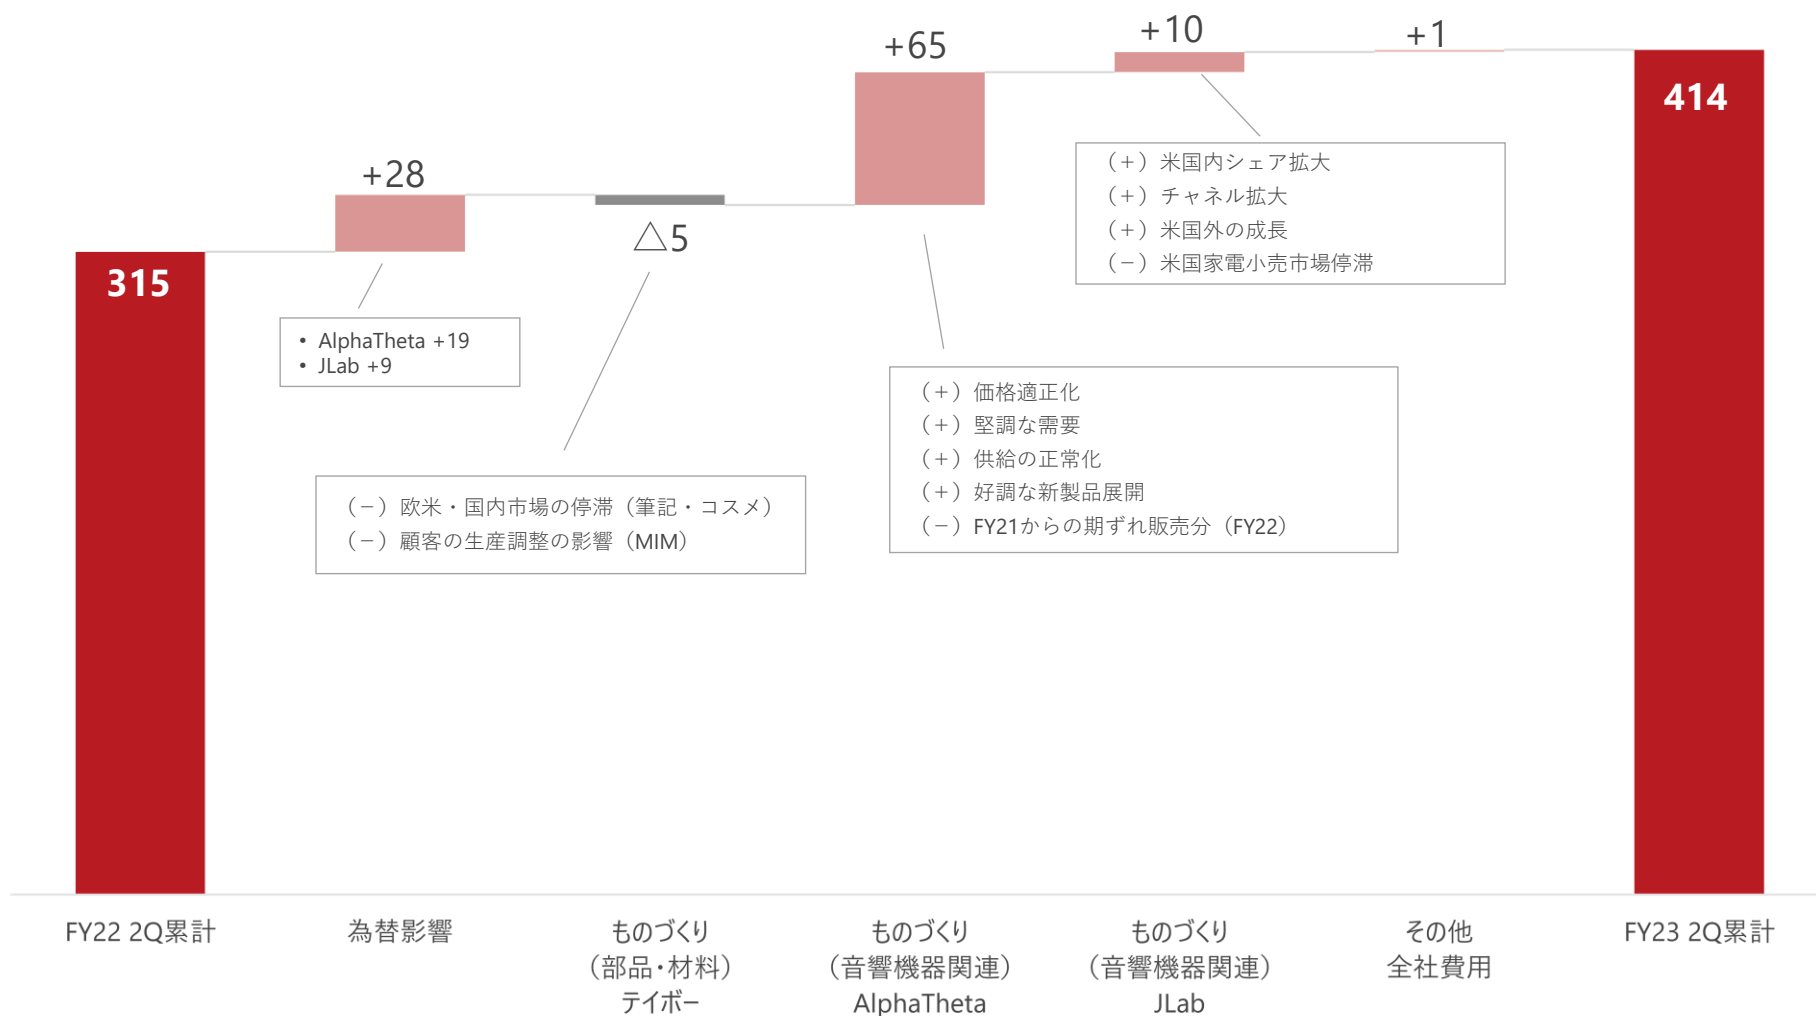 +65
+10
+1
414
+28
△5
315
（+）米国内シェア拡大
（+）チャネル拡大
（+）米国外の成長
（−）米国家電小売市場停滞
• AlphaTheta +19
• JLab +9
（+）価格適正化
（+）堅調な需要
（+）供給の正常化
（+）好調な新製品展開
（−）FY21からの期ずれ販売分（FY22）
（−）欧米・国内市場の停滞（筆記・コスメ）
（−）顧客の生産調整の影響（MIM）
FY22 2Q累計
為替影響
ものづくり
（部品・材料）
テイボー
ものづくり
（音響機器関連）
AlphaTheta
ものづくり
（音響機器関連）
JLab
その他
全社費用
FY23 2Q累計